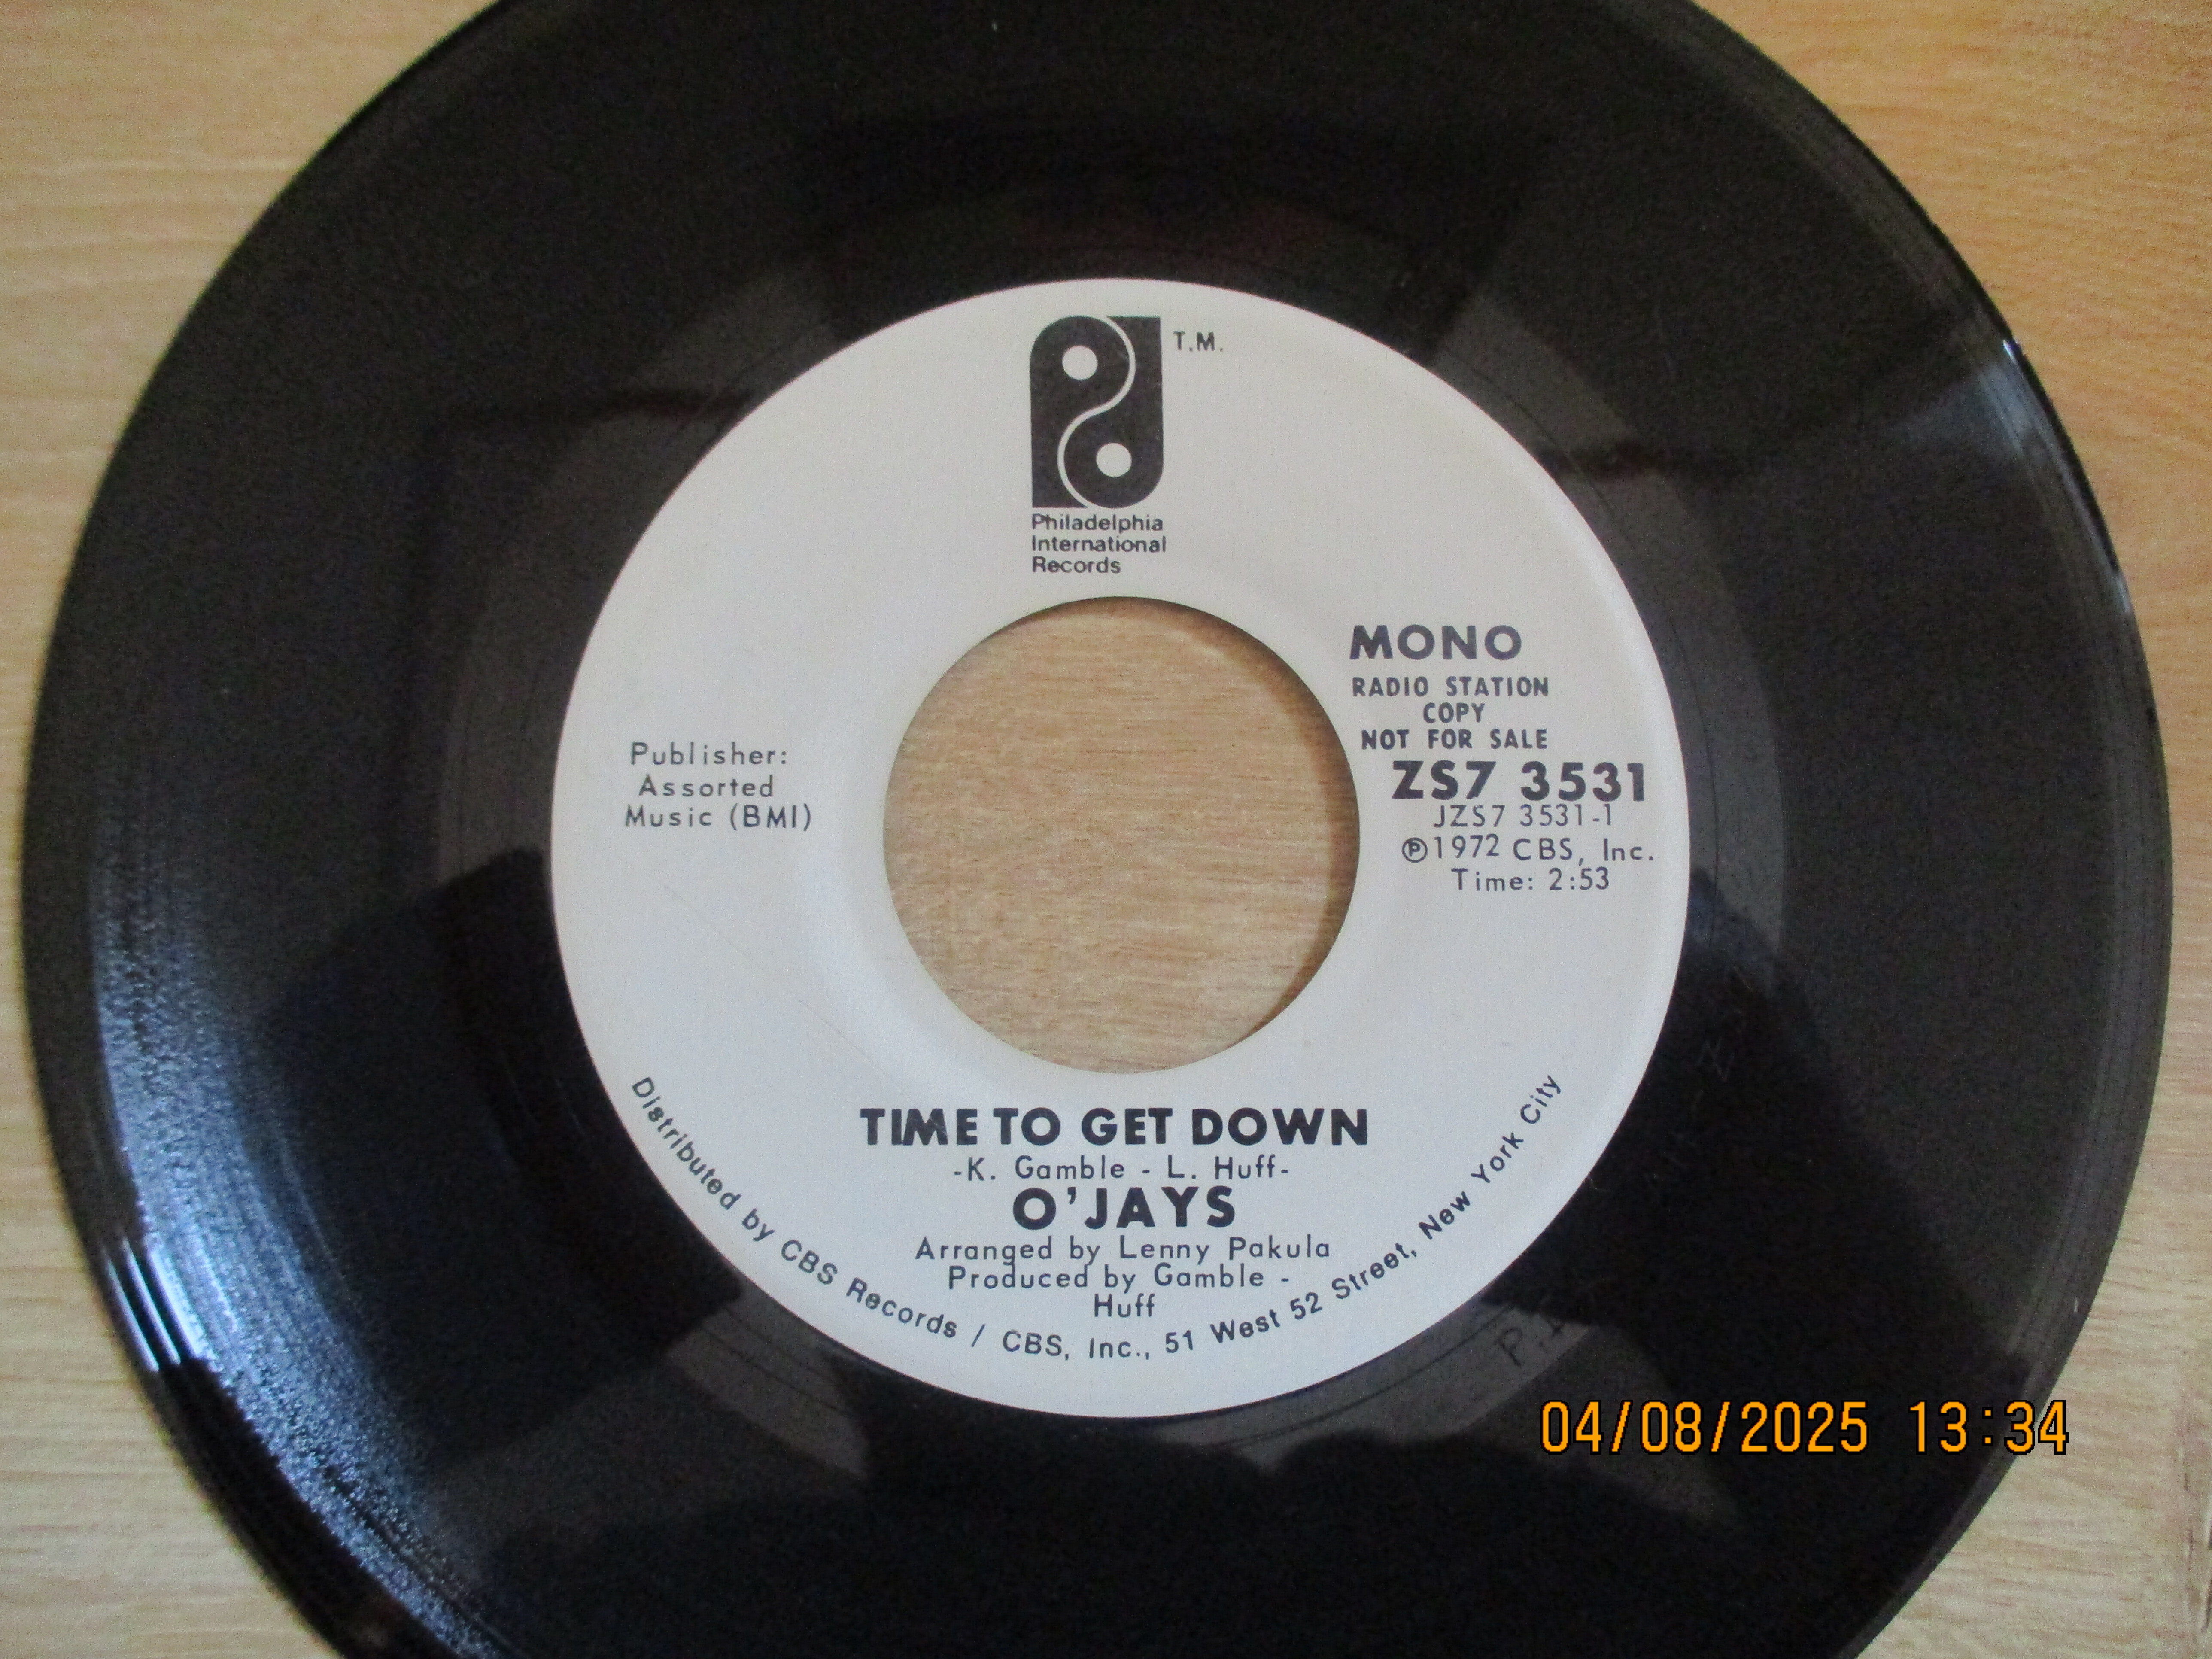 T.M.
Philadelphia
International
Records
MONO
RADIO STATION
COPY
NOT FOR SALE
ZS7 3531
JZS7 3531-1
℗1972 CBS, Inc.
Time: 2:53
Publisher:
Assorted
Music (BMI)
TIME TO GET DOWN
-K. Gamble - L. Huff-
O'JAYS
Arranged by Lenny Pakula
Produced by Gamble -
Huff
Distributed by CBS Records / CBS, Inc., 51 West 52 Street, New York City
04/08/2025 13:34